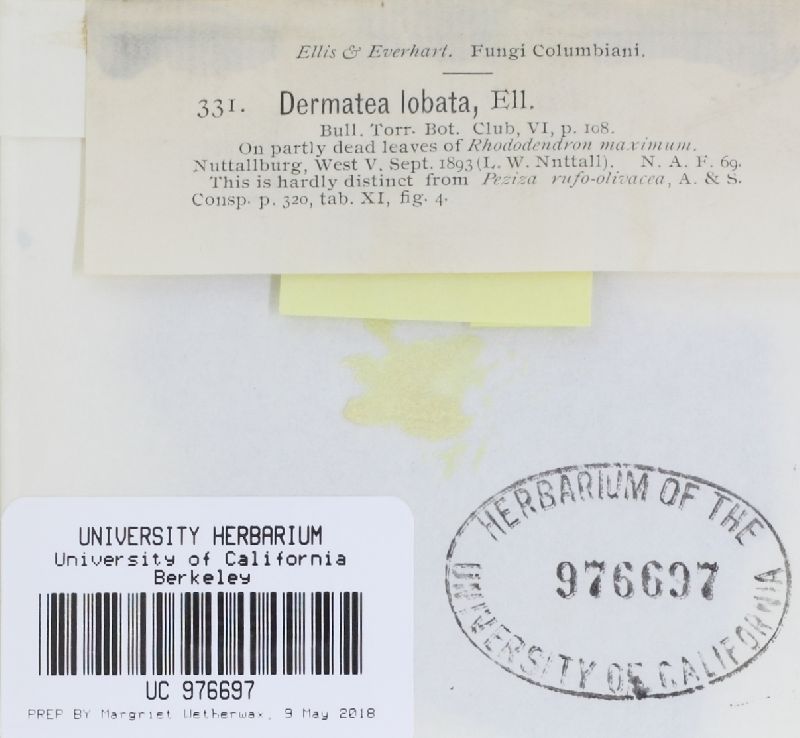 Ellis & Everhart. Fungi Columbiani.
331. Dermatea lobata, Ell.
Bull. Torr. Bot. Club, VI, p. 108.
On partly dead leaves of Rhododendron maximum.
Nuttallburg, West V. Sept. 1893 (L. W. Nnttall). N. A. F. 69.
This is hardly distinct from Peziza rufo-olivacea, A. & S.
Consp. p. 320, tab. XI, fig. 4.
HERBARIUM OF THE
976697
UNIVERSITY OF CALIFORNIA
UNIVERSITY HERBARIUM
University of California
Berkeley
UC 976697
PREP BY Margriet Wetherwax, 9 May 2018